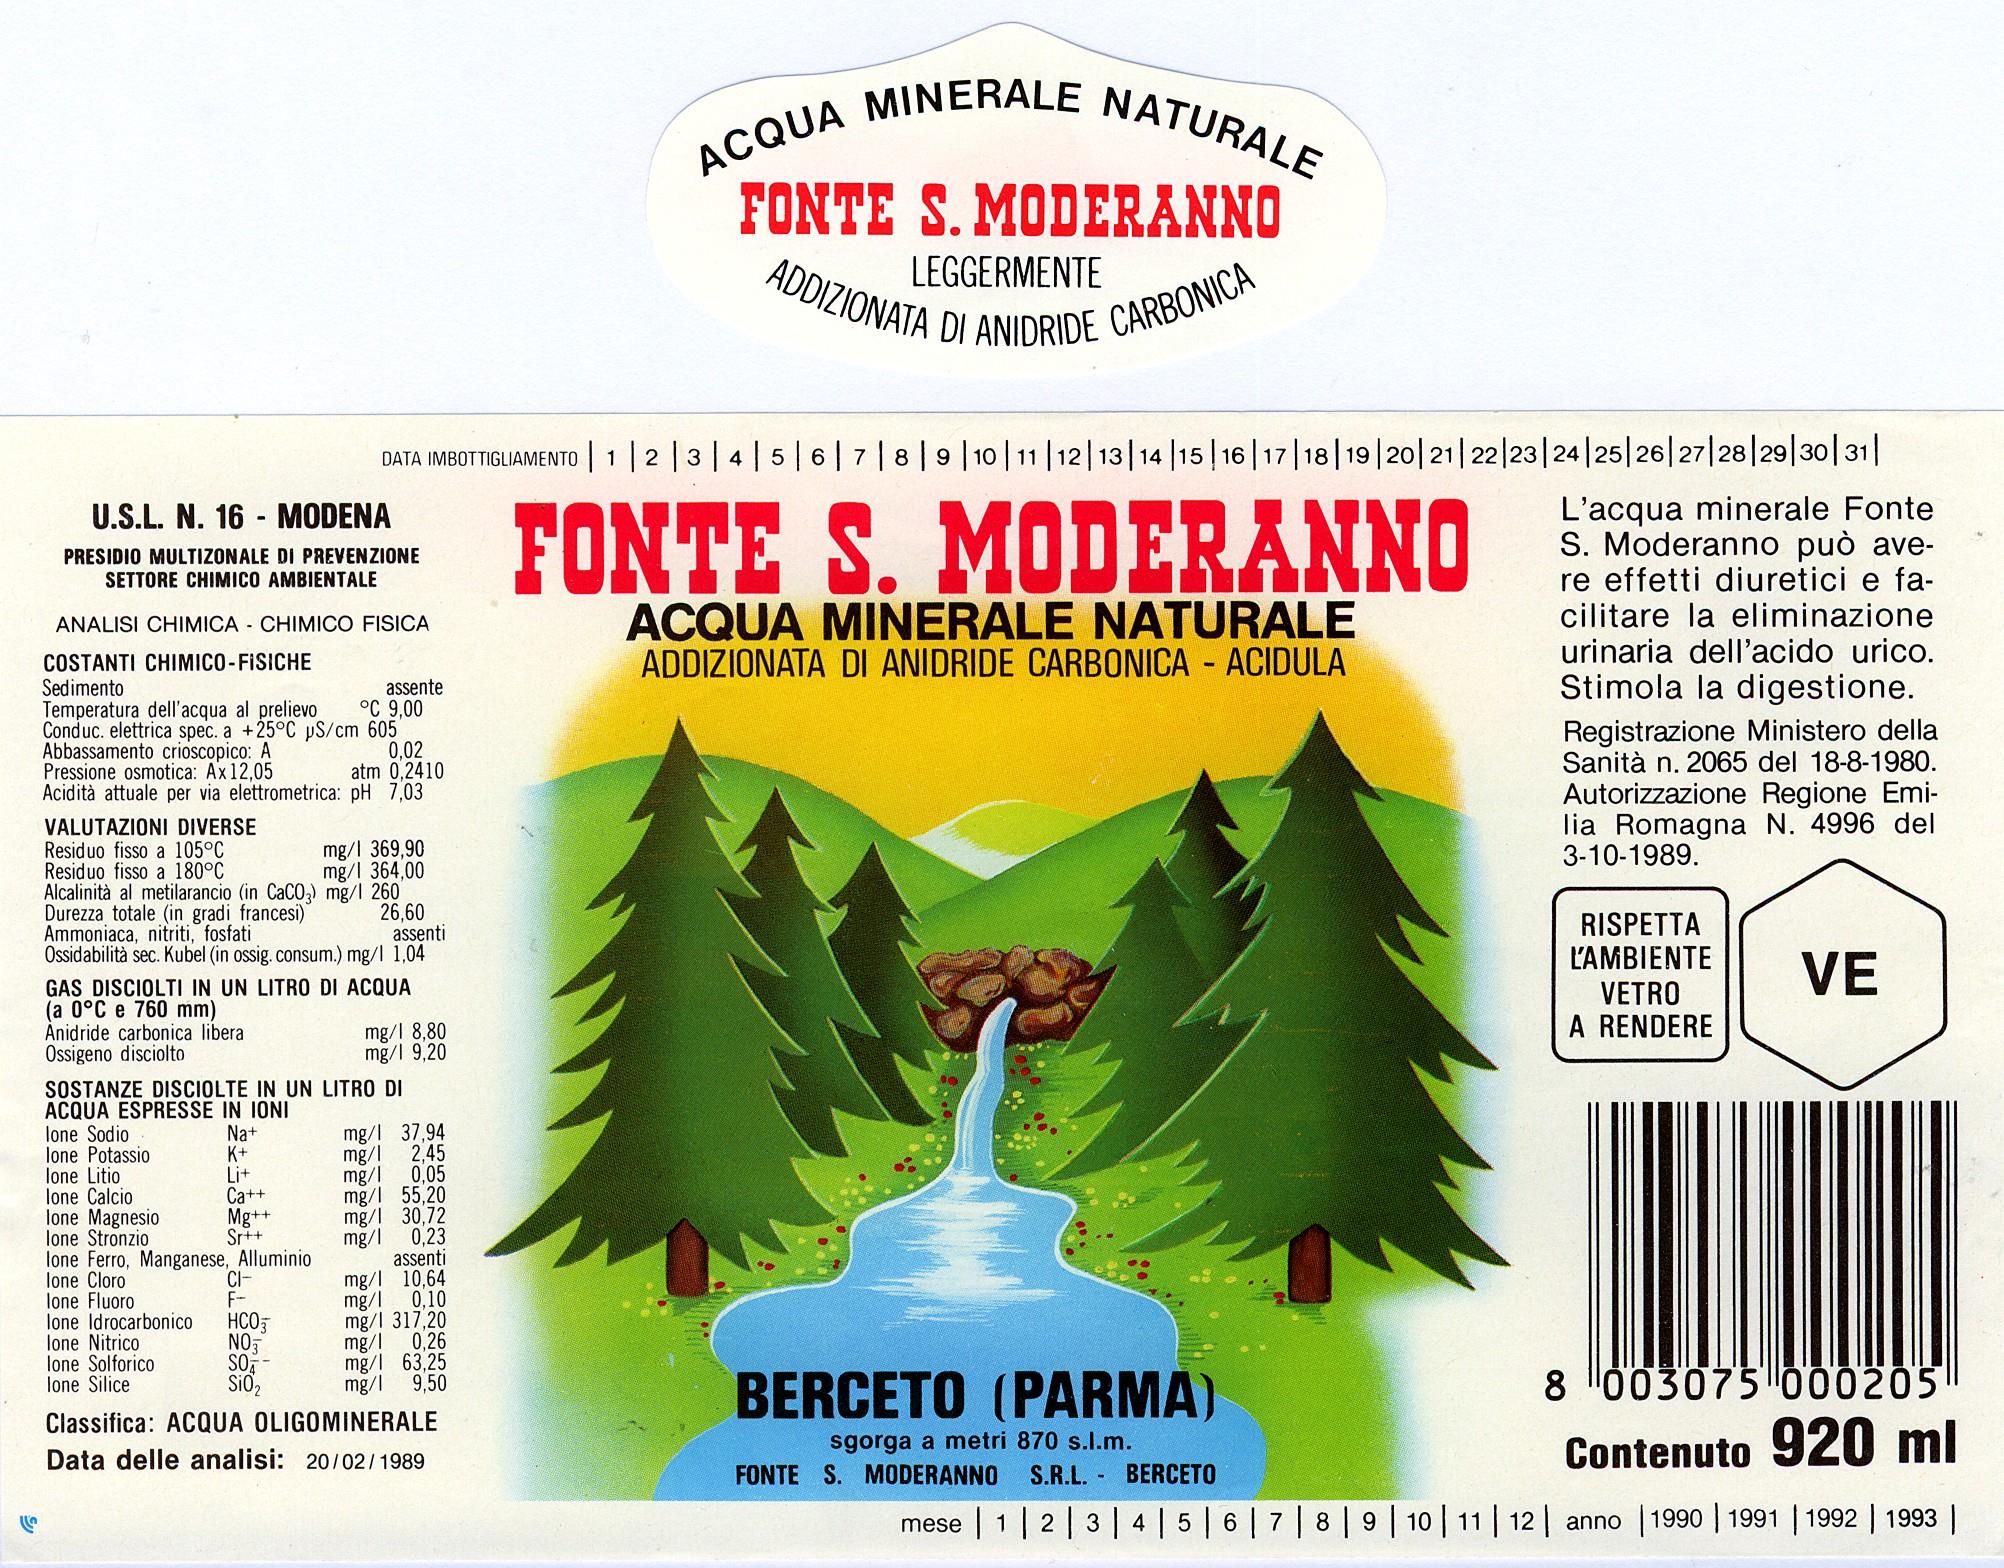 ACQUA MINERALE NATURALE
FONTE S. MODERANNO
LEGGERMENTE
ADDIZIONATA DI ANIDRIDE CARBONICA
DATA IMBOTTIGLIAMENTO | 1 | 2 | 3 | 4 | 5 | 6 | 7 | 8 | 9 | 10 | 11 | 12 | 13 | 14 | 15 | 16 | 17 | 18 | 19 | 20 | 21 | 22 | 23 | 24 | 25 | 26 | 27 | 28 | 29 | 30 | 31 |
U.S.L. N. 16 - MODENA
PRESIDIO MULTIZONALE DI PREVENZIONE
SETTORE CHIMICO AMBIENTALE
ANALISI CHIMICA - CHIMICO FISICA
COSTANTI CHIMICO-FiSICHE
Sedimento assente
Temperatura dell'acqua al prelievo °C 9,00
Conduc. elettrica spec. a +25°C µS/cm 605
Abbassamento crioscopico: A 0,02
Pressione osmotica: Ax12,05 atm 0,2410
Acidità attuale per via elettrometrica: pH 7,03
VALUTAZIONI DIVERSE
Residuo fisso a 105°C mg/l 369,90
Residuo fisso a 180°C mg/l 364,00
Alcalinità al metilarancio (in CaCO₃) mg/l 260
Durezza totale (in gradi francesi) 26,60
Ammoniaca, nitriti, fosfati assenti
Ossidabilità sec. Kubel (in ossig. consum.) mg/l 1,04
GAS DISCIOLTI IN UN LITRO DI ACQUA
(a 0°C e 760 mm)
Anidride carbonica libera mg/l 8,80
Ossigeno disciolto mg/l 9,20
SOSTANZE DISCIOLTE IN UN LITRO DI
ACQUA ESPRESSE IN IONI
Ione Sodio Na+ mg/l 37,94
Ione Potassio K+ mg/l 2,45
Ione Litio Li+ mg/l 0,05
Ione Calcio Ca++ mg/l 55,20
Ione Magnesio Mg++ mg/l 30,72
Ione Stronzio Sr++ mg/l 0,23
Ione Ferro, Manganese, Alluminio assenti
Ione Cloro Cl− mg/l 10,64
Ione Fluoro F− mg/l 0,10
Ione Idrocarbonico HCO₃− mg/l 317,20
Ione Nitrico NO₃− mg/l 0,26
Ione Solforico SO₄−− mg/l 63,25
Ione Silice SiO₂ mg/l 9,50
Classifica: ACQUA OLIGOMINERALE
Data delle analisi: 20/02/1989
FONTE S. MODERANNO
ACQUA MINERALE NATURALE
ADDIZIONATA DI ANIDRIDE CARBONICA - ACIDULA
BERCETO (PARMA)
sgorga a metri 870 s.l.m.
FONTE S. MODERANNO S.R.L. - BERCETO
L'acqua minerale Fonte
S. Moderanno può ave-
re effetti diuretici e fa-
cilitare la eliminazione
urinaria dell'acido urico.
Stimola la digestione.
Registrazione Ministero della
Sanità n. 2065 del 18-8-1980.
Autorizzazione Regione Emi-
lia Romagna N. 4996 del
3-10-1989.
RISPETTA
L'AMBIENTE
VETRO
A RENDERE
VE
8 003075 000205
Contenuto 920 ml
mese | 1 | 2 | 3 | 4 | 5 | 6 | 7 | 8 | 9 | 10 | 11 | 12 | anno | 1990 | 1991 | 1992 | 1993 |